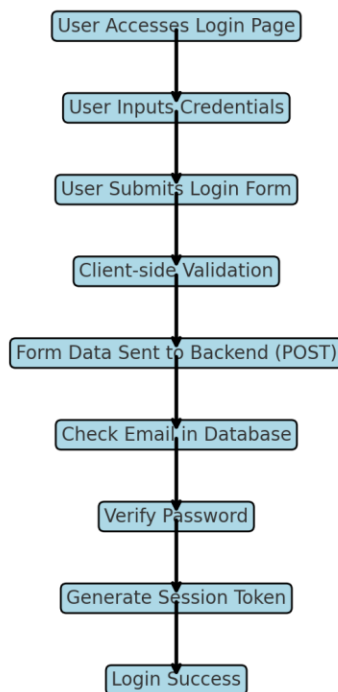 User Accesses Login Page
User Inputs Credentials
User Submits Login Form
Client-side Validation
Form Data Sent to Backend (POST)
Check Email in Database
Verify Password
Generate Session Token
Login Success